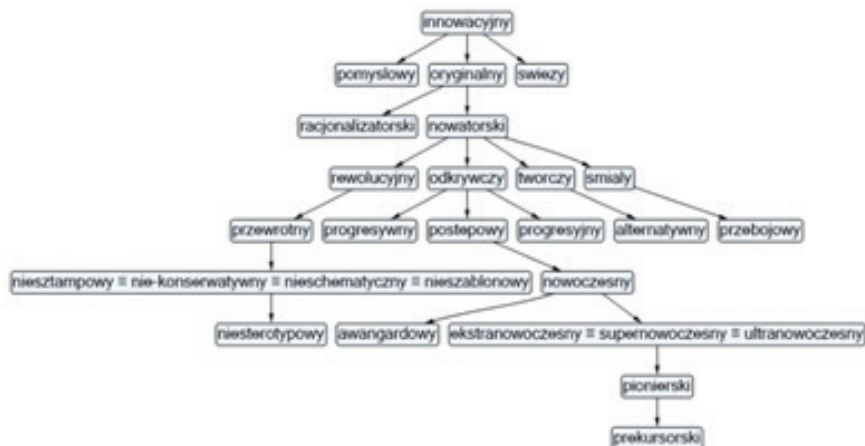 innowacyjny
pomyslowy oryginalny swiezy
racjonalizatorski nowatorski
rewolucyjny odkrywczy tworczy smialy
przewrotny progresywny postepowy progresyjny alternatywny przebojowy
niesztampowy = nie-konserwatywny = nieschematyczny = nieszablonowy nowoczesny
niesterotypowy awangardowy ekstranowoczesny = supernowoczesny = ultranowoczesny
pionierski
prekursorski